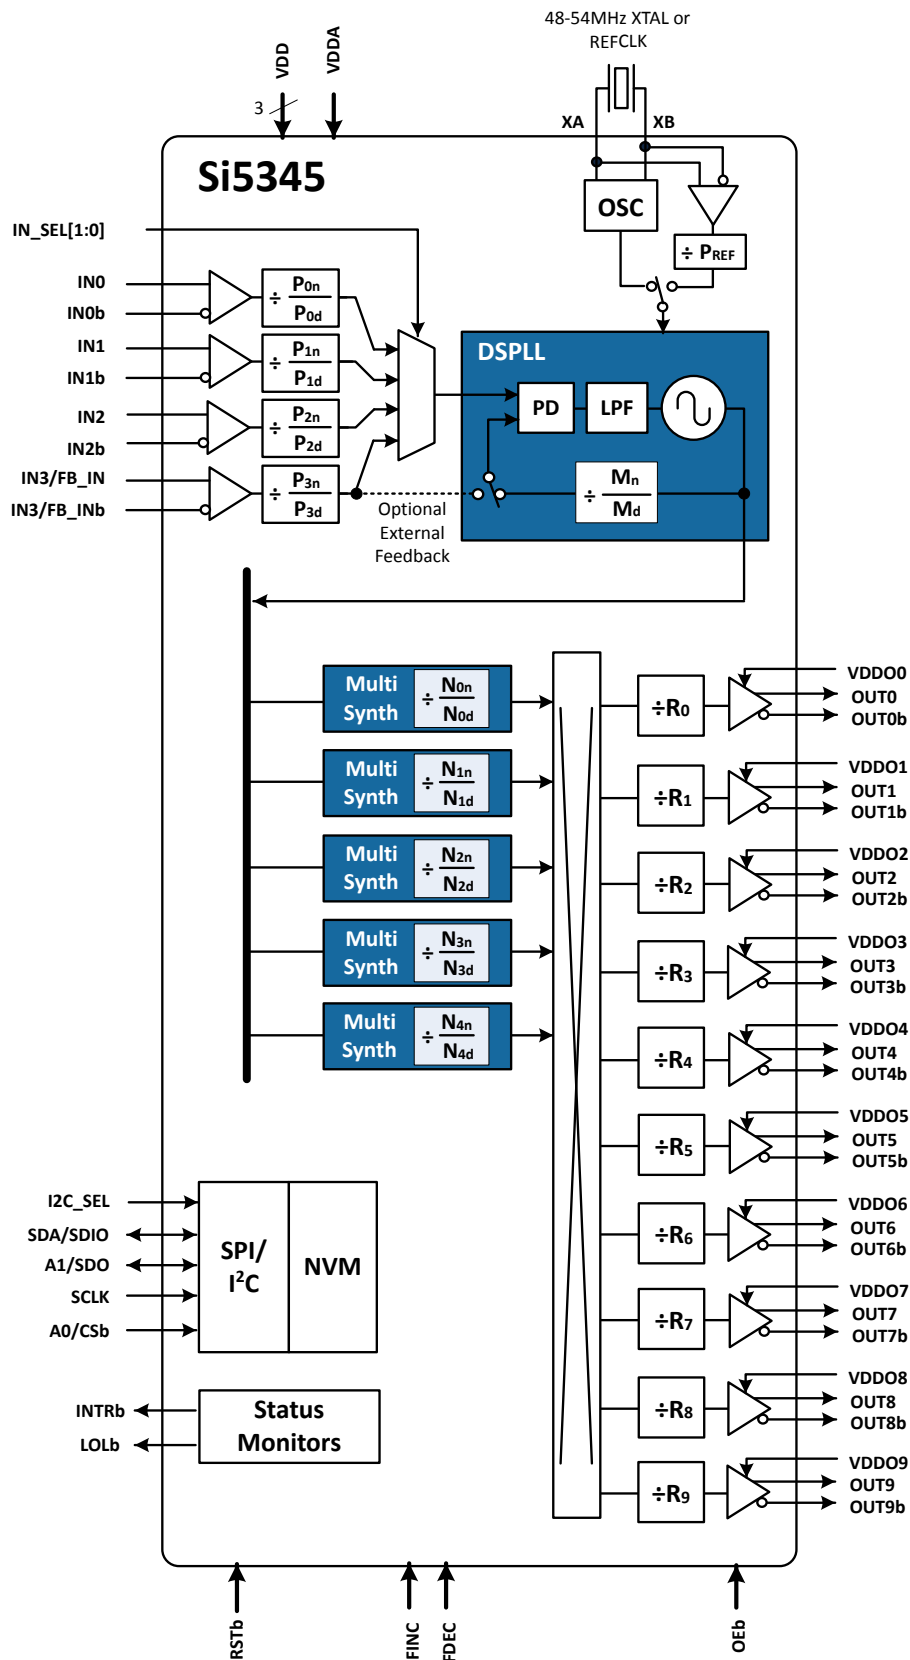 48-54MHz XTAL or
REFCLK
VDD
VDDA
3
XA
XB
Si5345
OSC
÷ PREF
IN_SEL[1:0]
IN0
IN0b
÷ P0n
P0d
IN1
IN1b
÷ P1n
P1d
IN2
IN2b
÷ P2n
P2d
IN3/FB_IN
IN3/FB_INb
÷ P3n
P3d
DSPLL
PD
LPF
÷ Mn
Md
Optional
External
Feedback
Multi
Synth
÷ N0n
N0d
Multi
Synth
÷ N1n
N1d
Multi
Synth
÷ N2n
N2d
Multi
Synth
÷ N3n
N3d
Multi
Synth
÷ N4n
N4d
÷R0
VDDO0
OUT0
OUT0b
÷R1
VDDO1
OUT1
OUT1b
÷R2
VDDO2
OUT2
OUT2b
÷R3
VDDO3
OUT3
OUT3b
÷R4
VDDO4
OUT4
OUT4b
÷R5
VDDO5
OUT5
OUT5b
÷R6
VDDO6
OUT6
OUT6b
÷R7
VDDO7
OUT7
OUT7b
÷R8
VDDO8
OUT8
OUT8b
÷R9
VDDO9
OUT9
OUT9b
I2C_SEL
SDA/SDIO
A1/SDO
SCLK
A0/CSb
SPI/
I²C
NVM
INTRb
LOLb
Status
Monitors
RSTb
FINC
FDEC
OEb